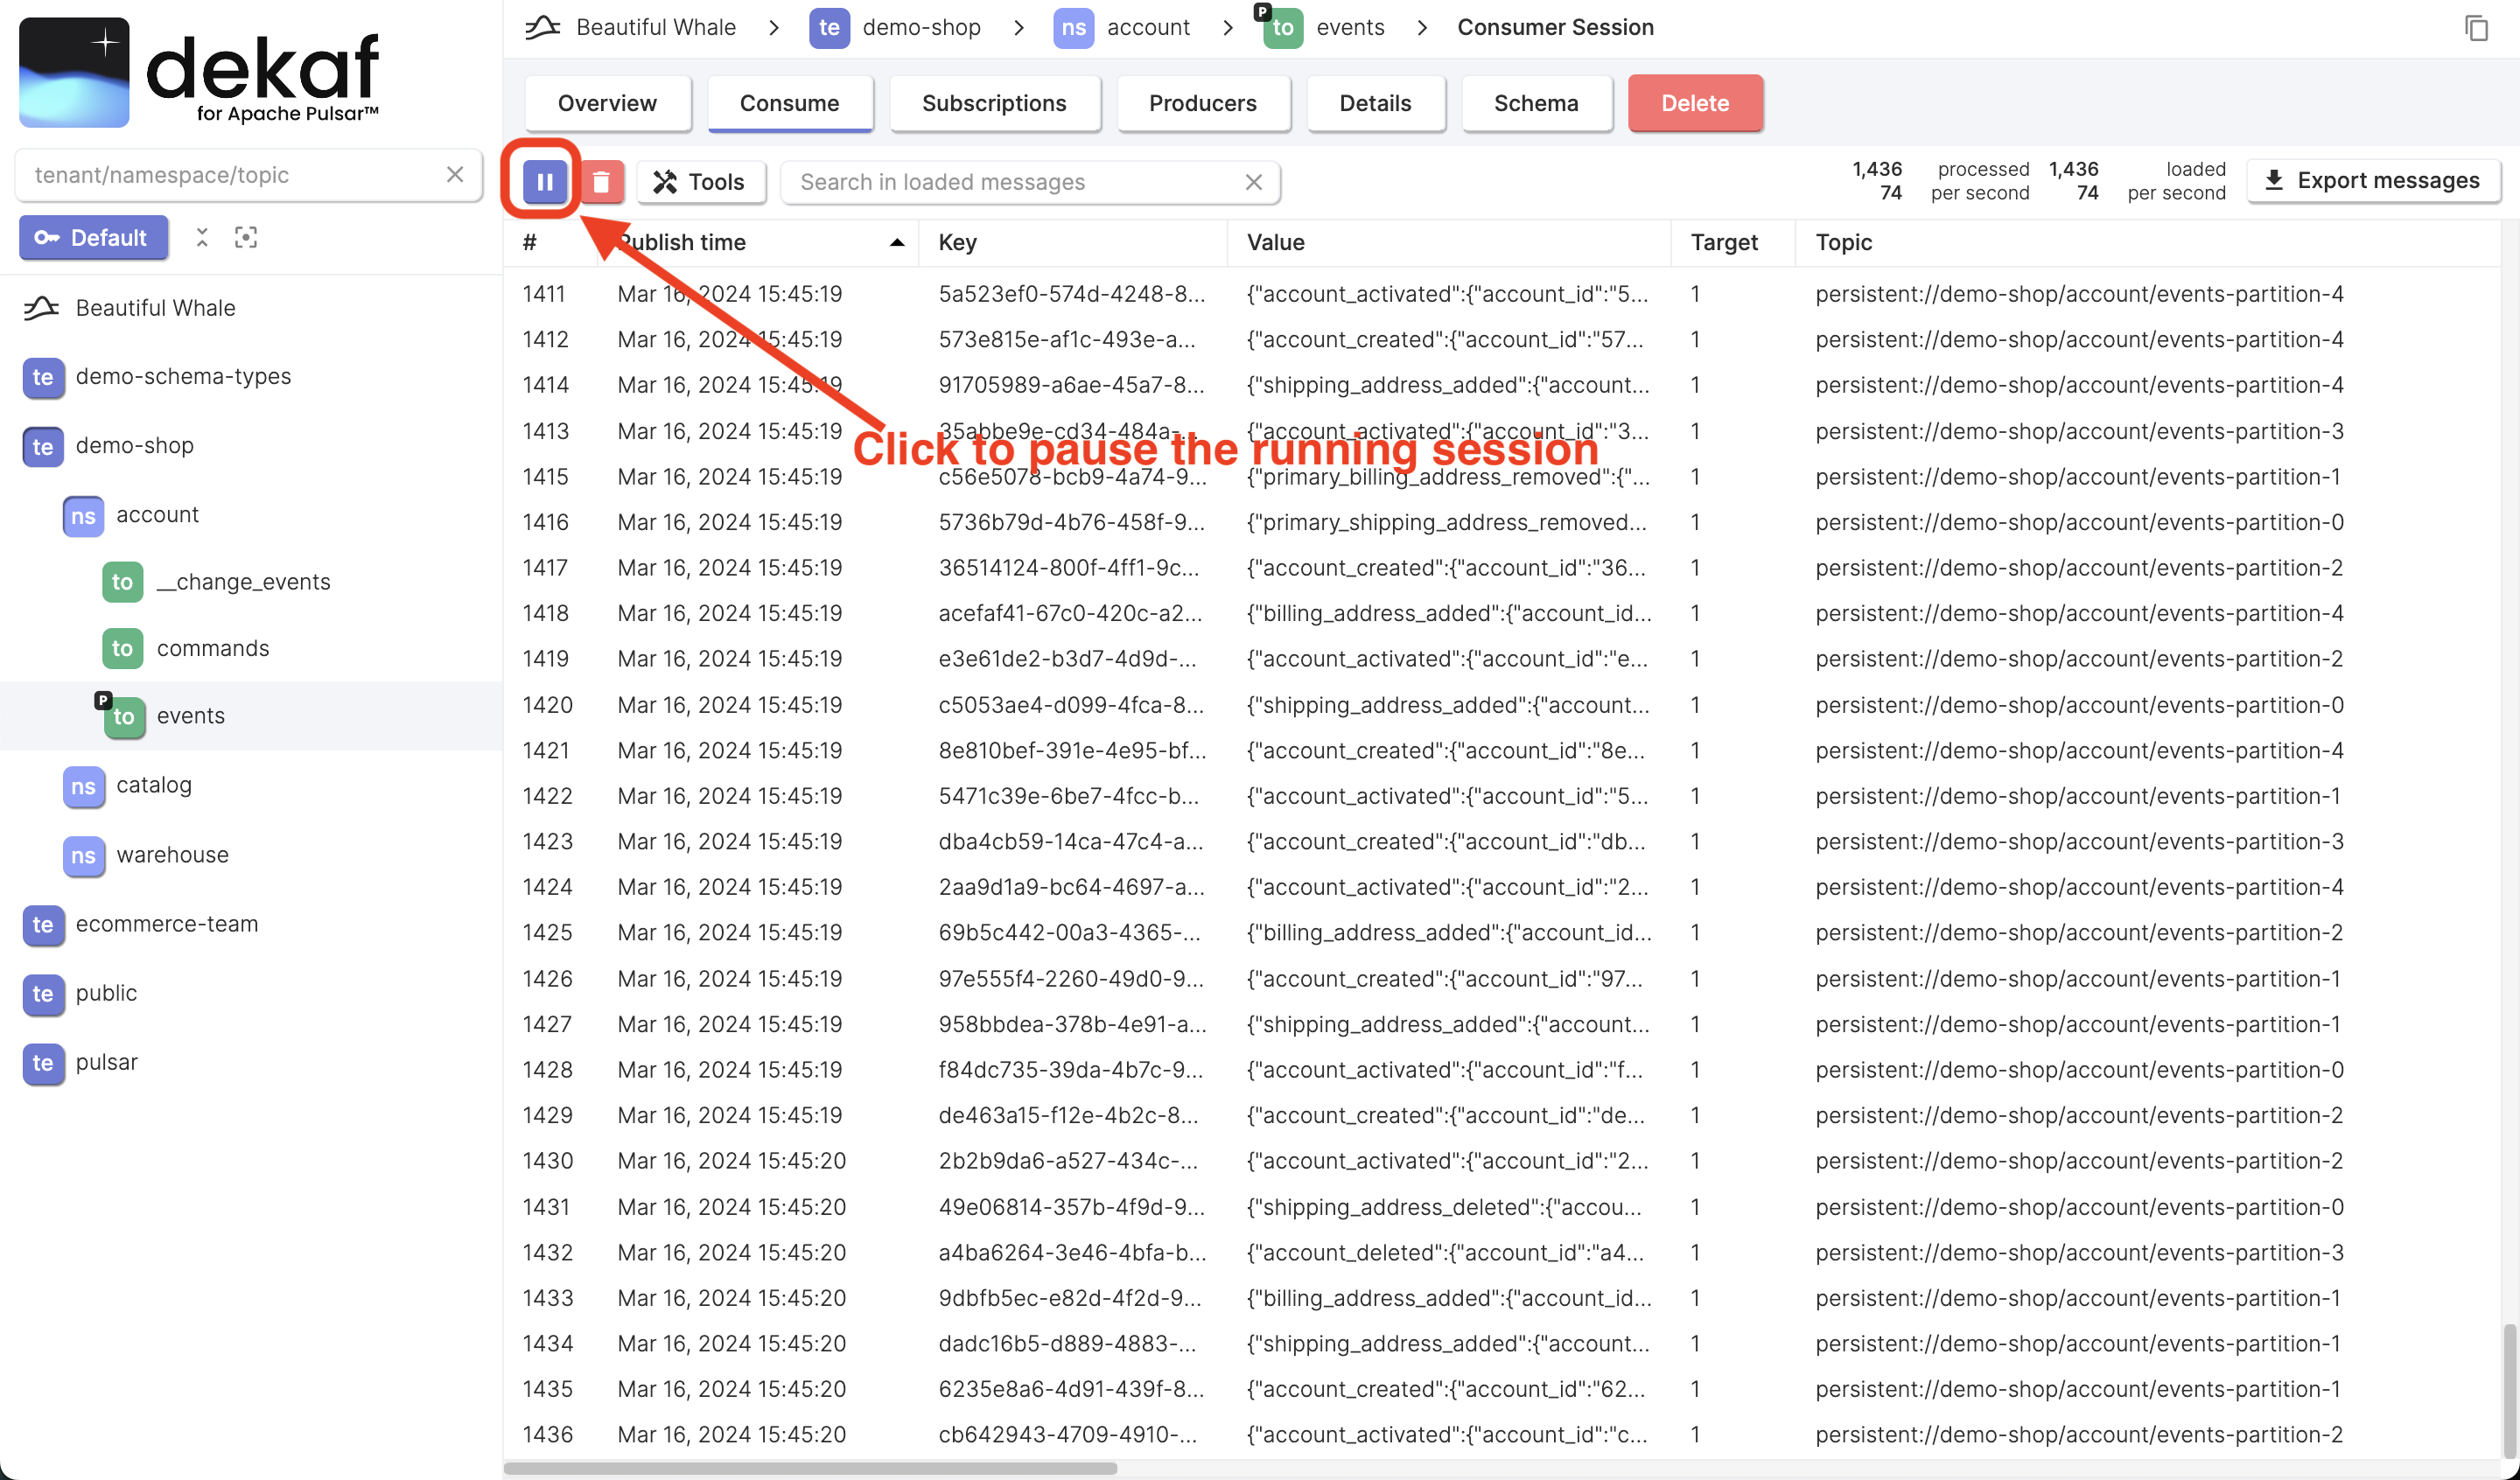 dekaf
for Apache Pulsar™
tenant/namespace/topic
Default
Beautiful Whale
te demo-schema-types
te demo-shop
ns account
to __change_events
to commands
P to events
ns catalog
ns warehouse
te ecommerce-team
te public
te pulsar
Beautiful Whale > te demo-shop > ns account > P to events > Consumer Session
Overview Consume Subscriptions Producers Details Schema Delete
Tools Search in loaded messages 1,436 processed 1,436 loaded Export messages
74 per second 74 per second
# Publish time Key Value Target Topic
1411 Mar 16, 2024 15:45:19 5a523ef0-574d-4248-8... {"account_activated":{"account_id":"5... 1 persistent://demo-shop/account/events-partition-4
1412 Mar 16, 2024 15:45:19 573e815e-af1c-493e-a... {"account_created":{"account_id":"57... 1 persistent://demo-shop/account/events-partition-4
1414 Mar 16, 2024 15:45:19 91705989-a6ae-45a7-8... {"shipping_address_added":{"account... 1 persistent://demo-shop/account/events-partition-4
1413 Mar 16, 2024 15:45:19 35abbe9e-cd34-484a-... {"account_activated":{"account_id":"3... 1 persistent://demo-shop/account/events-partition-3
Click to pause the running session
1415 Mar 16, 2024 15:45:19 c56e5078-bcb9-4a74-9... {"primary_billing_address_removed":{"... 1 persistent://demo-shop/account/events-partition-1
1416 Mar 16, 2024 15:45:19 5736b79d-4b76-458f-9... {"primary_shipping_address_removed... 1 persistent://demo-shop/account/events-partition-0
1417 Mar 16, 2024 15:45:19 36514124-800f-4ff1-9c... {"account_created":{"account_id":"36... 1 persistent://demo-shop/account/events-partition-2
1418 Mar 16, 2024 15:45:19 acefaf41-67c0-420c-a2... {"billing_address_added":{"account_id... 1 persistent://demo-shop/account/events-partition-4
1419 Mar 16, 2024 15:45:19 e3e61de2-b3d7-4d9d-... {"account_activated":{"account_id":"e... 1 persistent://demo-shop/account/events-partition-2
1420 Mar 16, 2024 15:45:19 c5053ae4-d099-4fca-8... {"shipping_address_added":{"account... 1 persistent://demo-shop/account/events-partition-0
1421 Mar 16, 2024 15:45:19 8e810bef-391e-4e95-bf... {"account_created":{"account_id":"8e... 1 persistent://demo-shop/account/events-partition-4
1422 Mar 16, 2024 15:45:19 5471c39e-6be7-4fcc-b... {"account_activated":{"account_id":"5... 1 persistent://demo-shop/account/events-partition-1
1423 Mar 16, 2024 15:45:19 dba4cb59-14ca-47c4-a... {"account_created":{"account_id":"db... 1 persistent://demo-shop/account/events-partition-3
1424 Mar 16, 2024 15:45:19 2aa9d1a9-bc64-4697-a... {"account_activated":{"account_id":"2... 1 persistent://demo-shop/account/events-partition-4
1425 Mar 16, 2024 15:45:19 69b5c442-00a3-4365-... {"billing_address_added":{"account_id... 1 persistent://demo-shop/account/events-partition-2
1426 Mar 16, 2024 15:45:19 97e555f4-2260-49d0-9... {"account_created":{"account_id":"97... 1 persistent://demo-shop/account/events-partition-1
1427 Mar 16, 2024 15:45:19 958bbdea-378b-4e91-a... {"shipping_address_added":{"account... 1 persistent://demo-shop/account/events-partition-1
1428 Mar 16, 2024 15:45:19 f84dc735-39da-4b7c-9... {"account_activated":{"account_id":"f... 1 persistent://demo-shop/account/events-partition-0
1429 Mar 16, 2024 15:45:19 de463a15-f12e-4b2c-8... {"account_created":{"account_id":"de... 1 persistent://demo-shop/account/events-partition-2
1430 Mar 16, 2024 15:45:20 2b2b9da6-a527-434c-... {"account_activated":{"account_id":"2... 1 persistent://demo-shop/account/events-partition-2
1431 Mar 16, 2024 15:45:20 49e06814-357b-4f9d-9... {"shipping_address_deleted":{"accou... 1 persistent://demo-shop/account/events-partition-0
1432 Mar 16, 2024 15:45:20 a4ba6264-3e46-4bfa-b... {"account_deleted":{"account_id":"a4... 1 persistent://demo-shop/account/events-partition-3
1433 Mar 16, 2024 15:45:20 9dbfb5ec-e82d-4f2d-9... {"billing_address_added":{"account_id... 1 persistent://demo-shop/account/events-partition-1
1434 Mar 16, 2024 15:45:20 dadc16b5-d889-4883-... {"shipping_address_added":{"account... 1 persistent://demo-shop/account/events-partition-1
1435 Mar 16, 2024 15:45:20 6235e8a6-4d91-439f-8... {"account_created":{"account_id":"62... 1 persistent://demo-shop/account/events-partition-1
1436 Mar 16, 2024 15:45:20 cb642943-4709-4910-... {"account_activated":{"account_id":"c... 1 persistent://demo-shop/account/events-partition-2